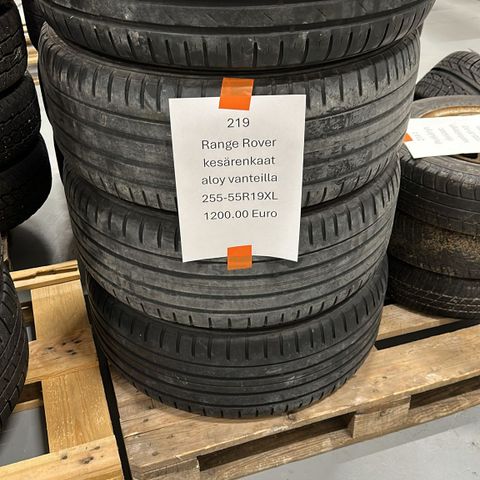 219
Range Rover
kesärenkaat
aloy vanteilla
255-55R19XL
1200.00 Euro